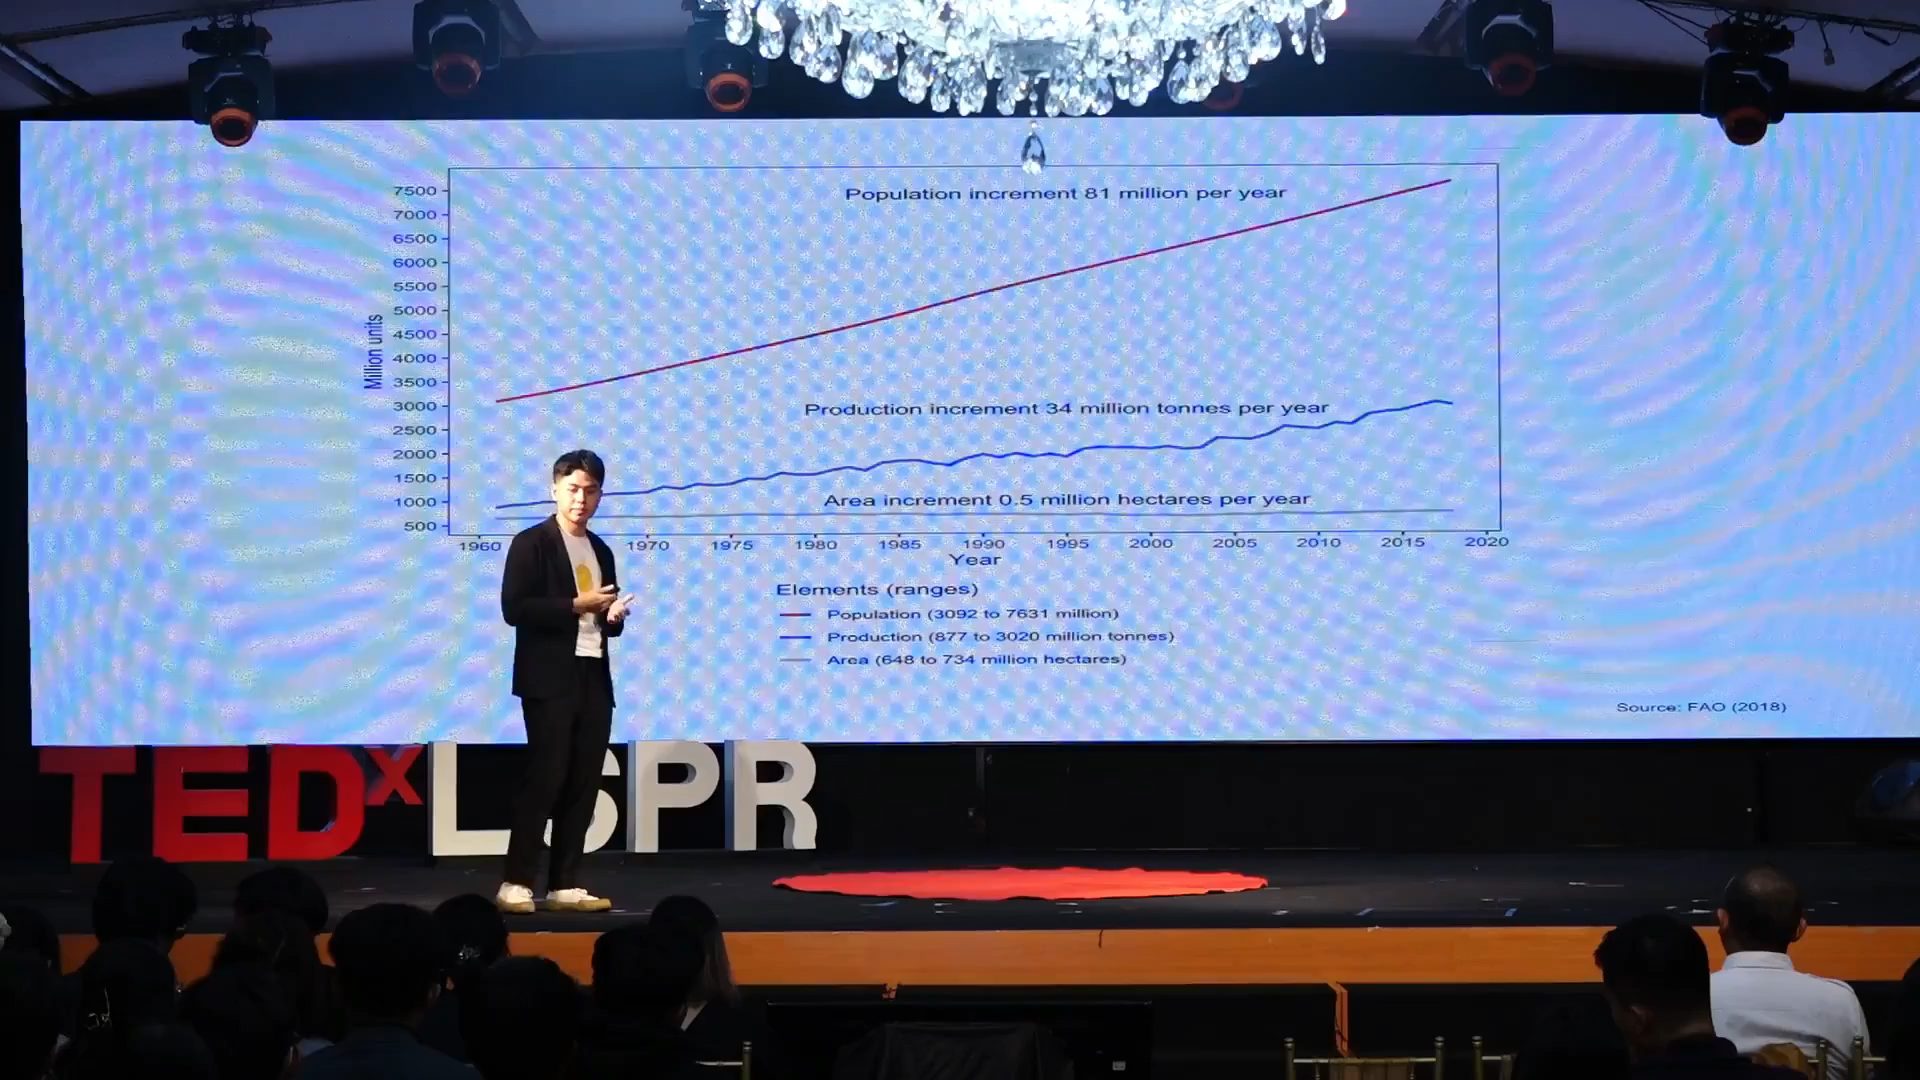 Population increment 81 million per year
7500
7000
6500
6000
5500
5000
4500
4000
3500
3000
2500
2000
1500
1000
500
Million units
Production increment 34 million tonnes per year
Area increment 0.5 million hectares per year
1960 1970 1975 1980 1985 1990 1995 2000 2005 2010 2015 2020
Year
Elements (ranges)
Population (3092 to 7631 million)
Production (877 to 3020 million tonnes)
Area (648 to 734 million hectares)
Source: FAO (2018)
TEDxLSPR